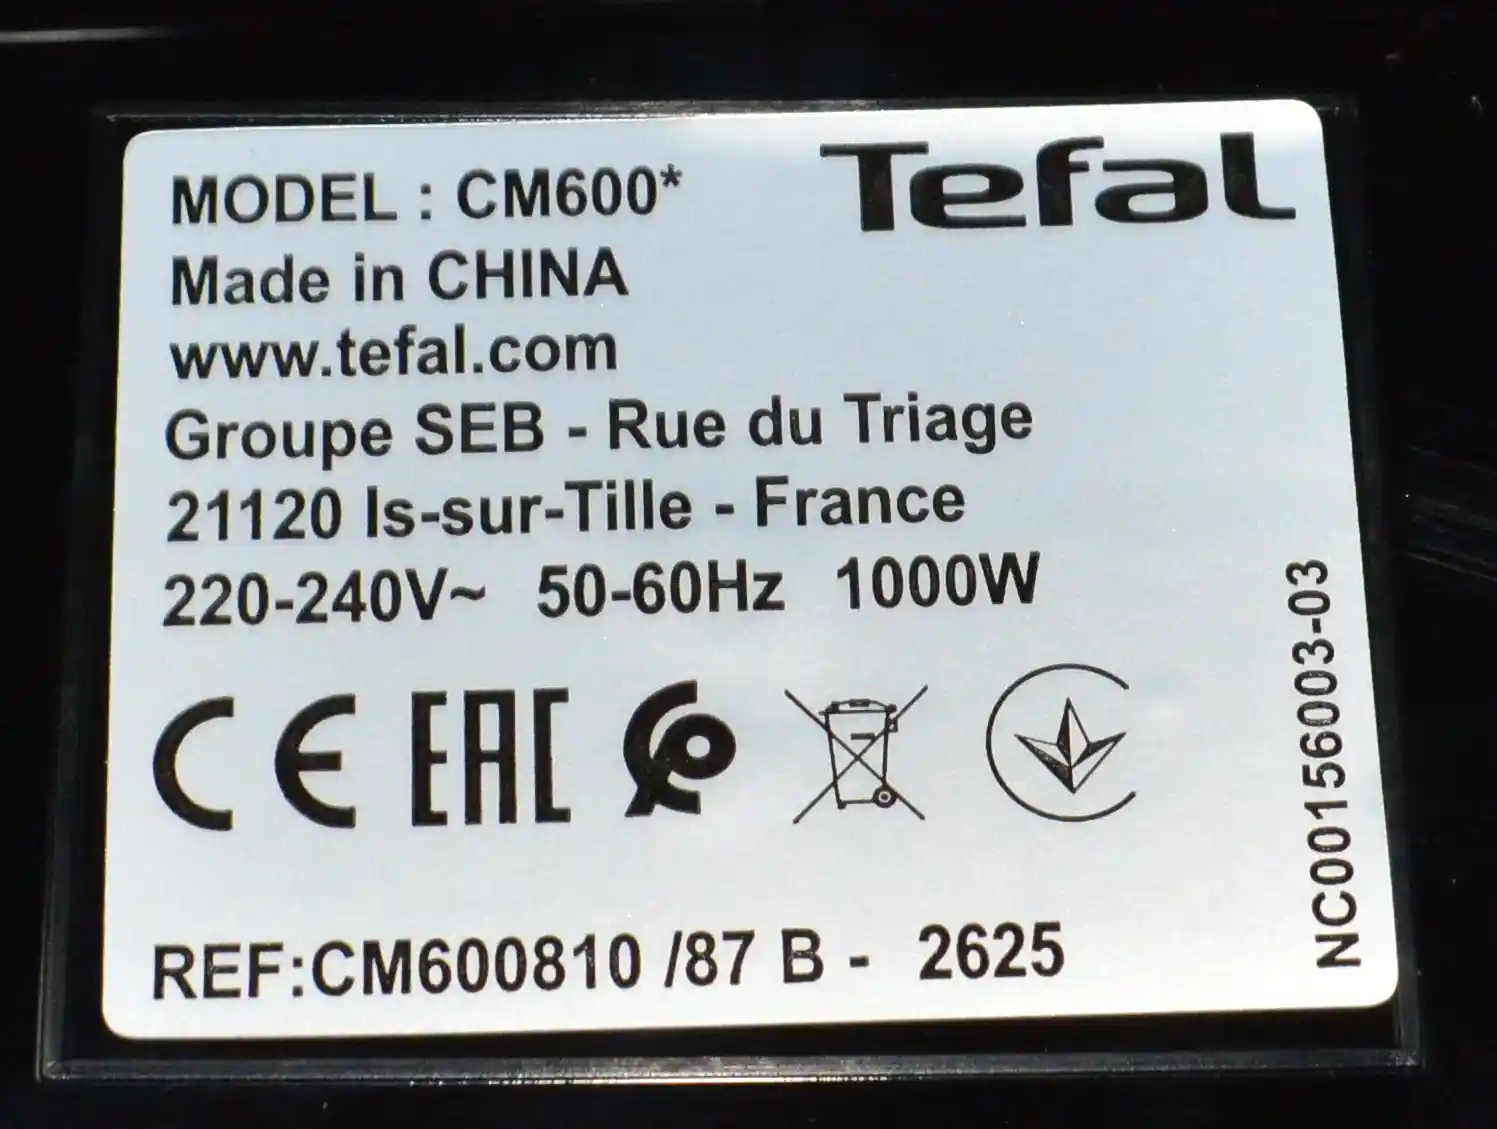 Tefal
MODEL : CM600*
Made in CHINA
www.tefal.com
Groupe SEB - Rue du Triage
21120 Is-sur-Tille - France
220-240V~ 50-60Hz 1000W
CE EAC
REF:CM600810 /87 B - 2625
NC00156003-03